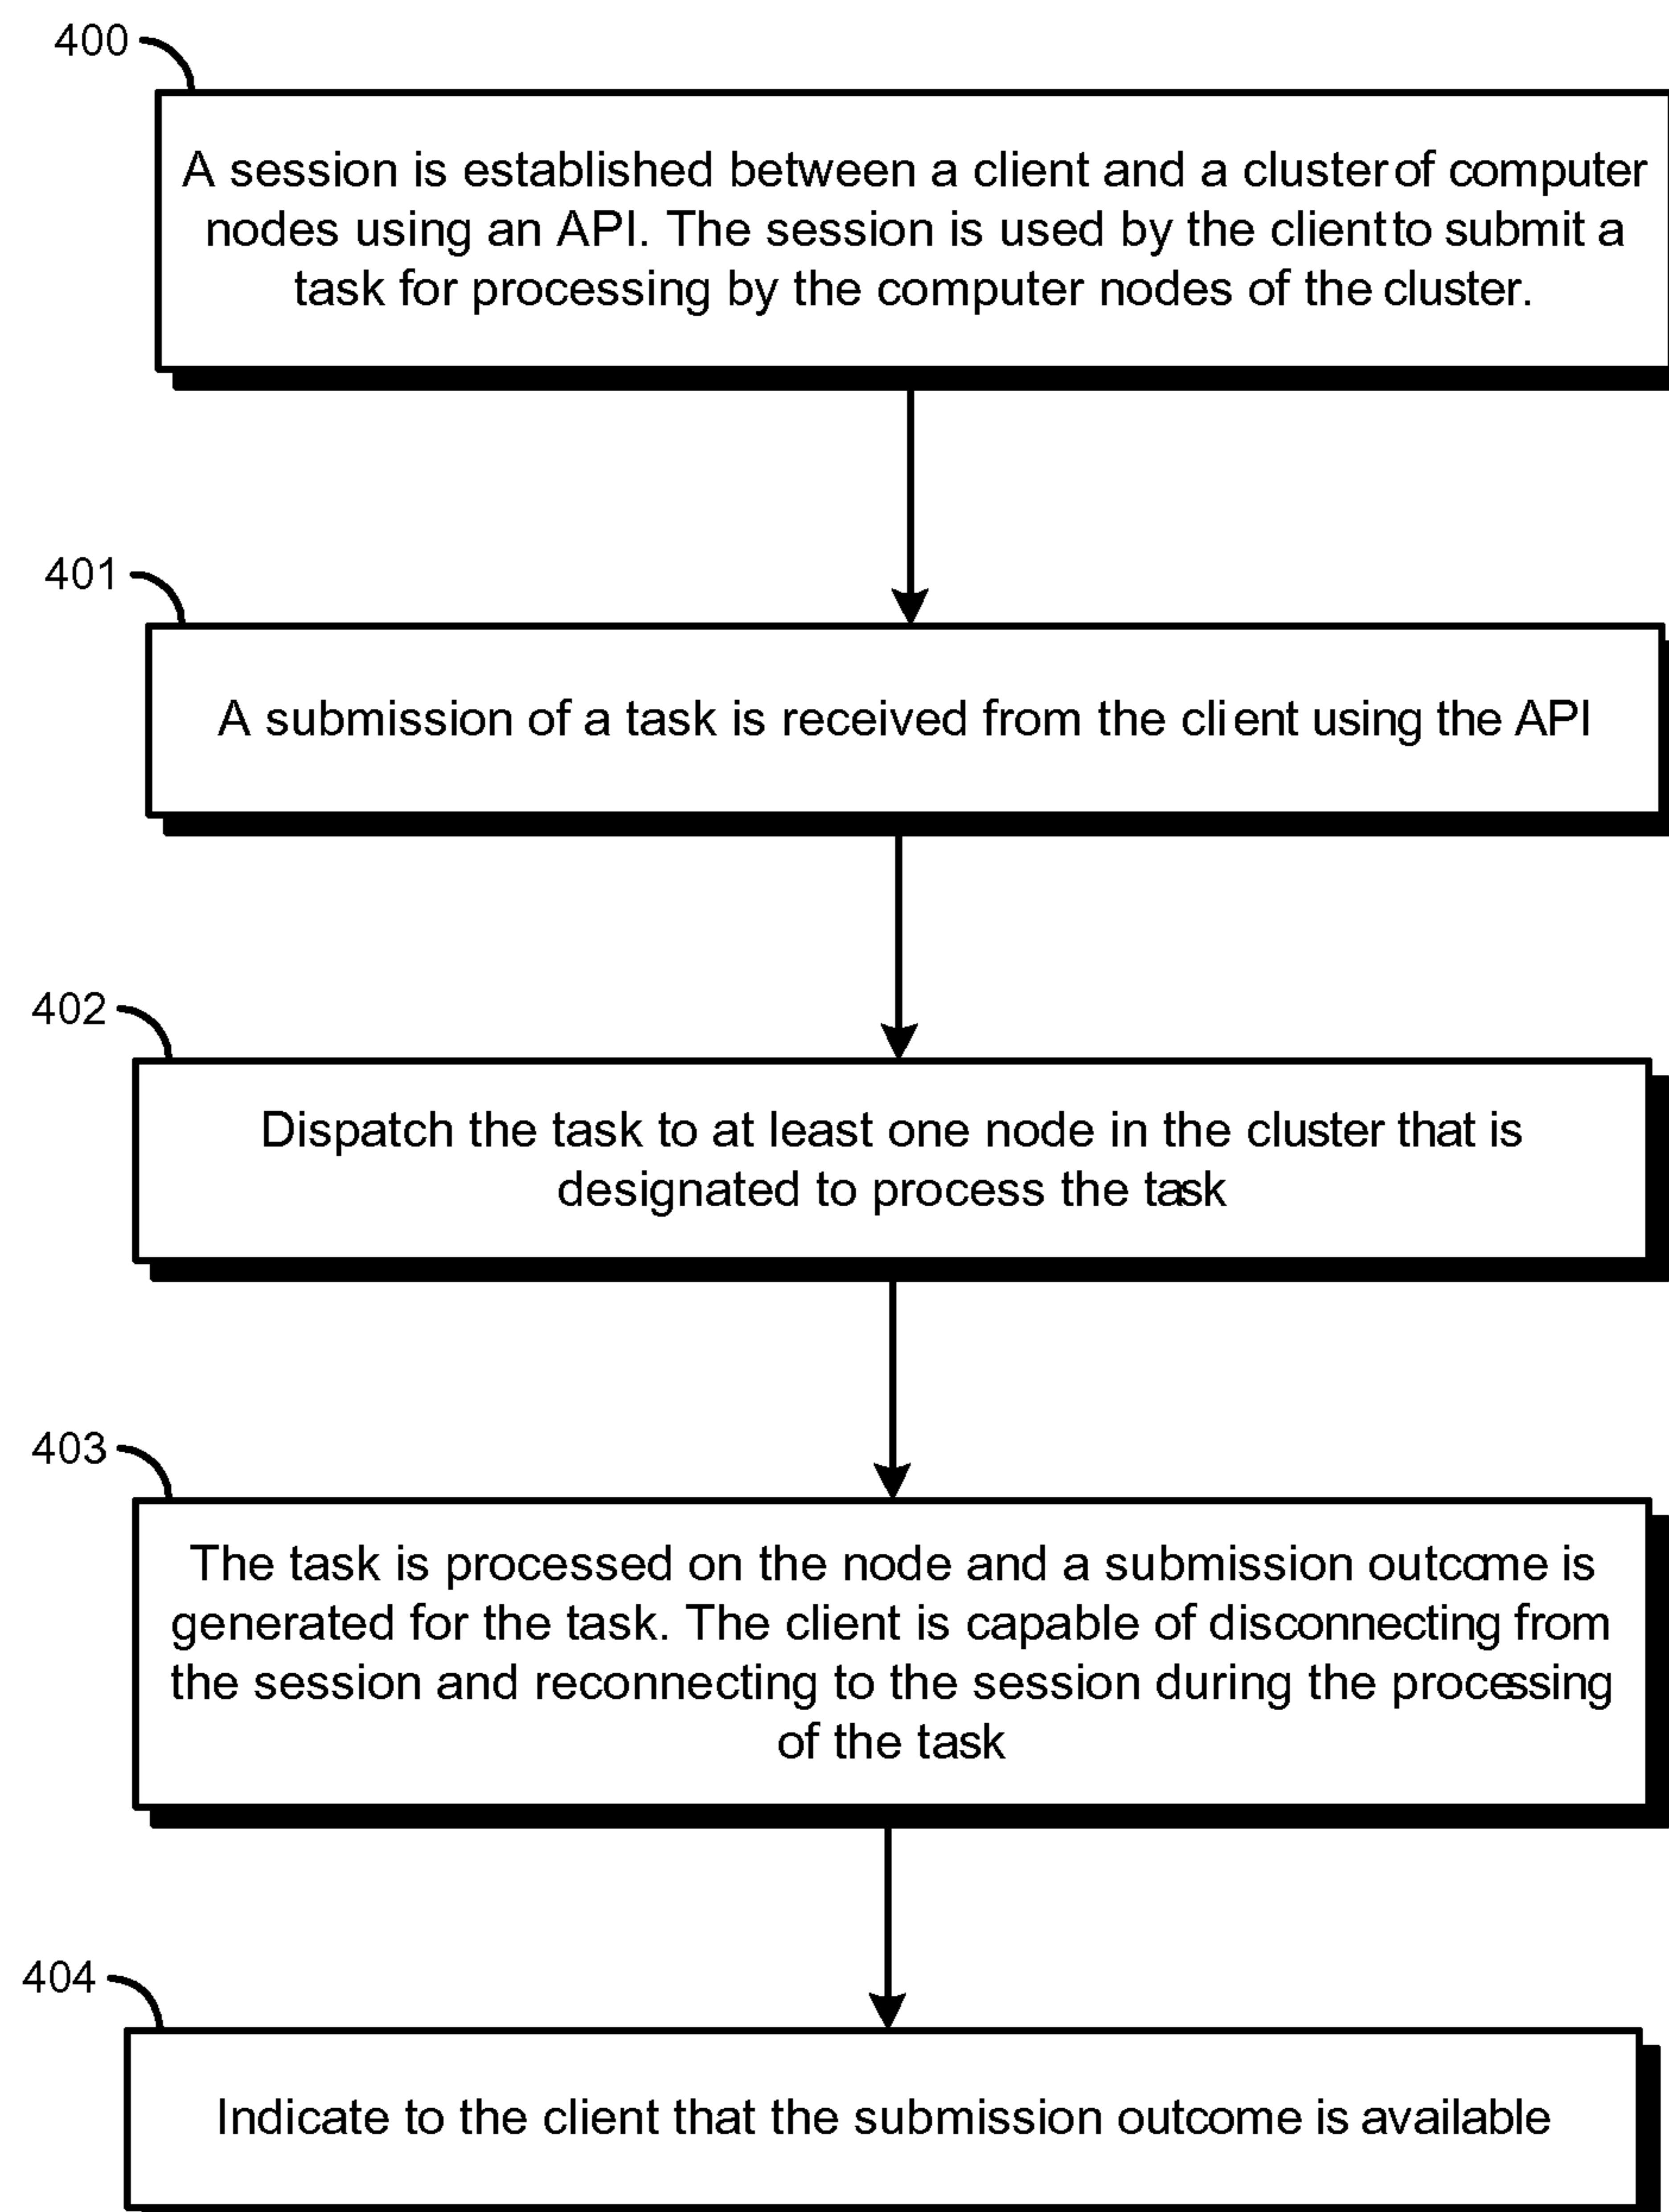 400
A session is established between a client and a cluster of computer
nodes using an API. The session is used by the client to submit a
task for processing by the computer nodes of the cluster.
401
A submission of a task is received from the client using the API
402
Dispatch the task to at least one node in the cluster that is
designated to process the task
403
The task is processed on the node and a submission outcome is
generated for the task. The client is capable of disconnecting from
the session and reconnecting to the session during the processing
of the task
404
Indicate to the client that the submission outcome is available